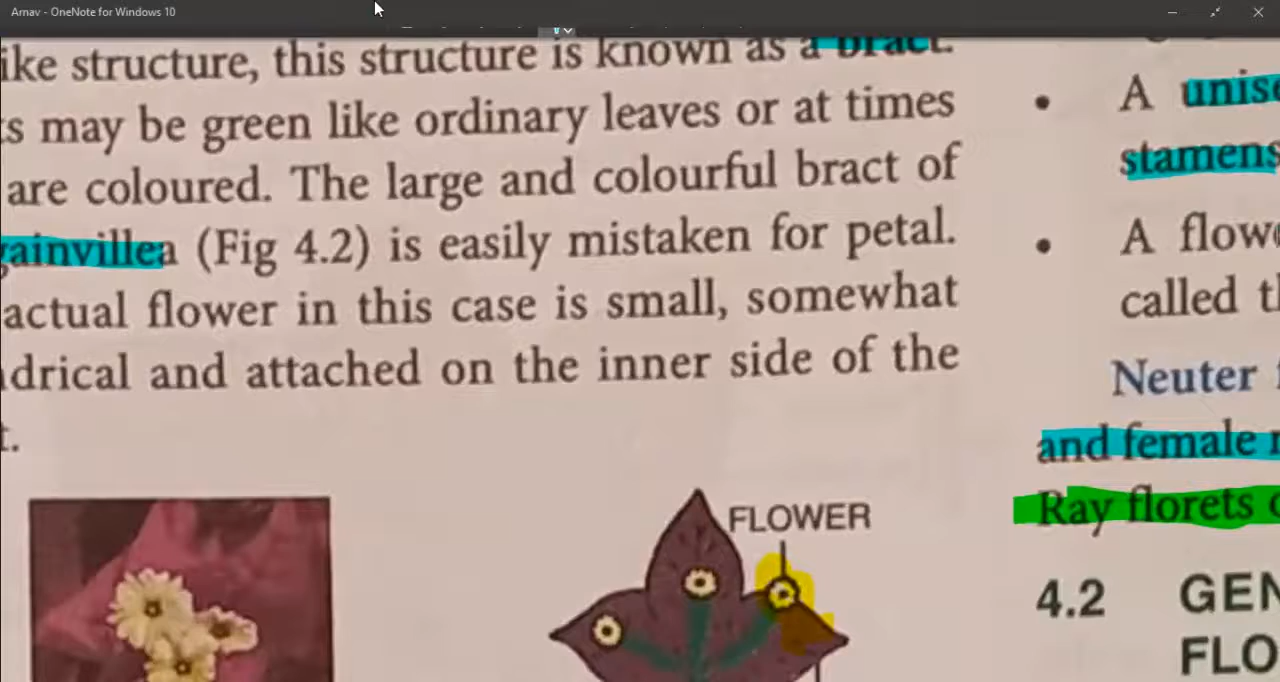 Arnav - OneNote for Windows 10
ike structure, this structure is known as a bract.
s may be green like ordinary leaves or at times
are coloured. The large and colourful bract of
gainvillea (Fig 4.2) is easily mistaken for petal.
actual flower in this case is small, somewhat
drical and attached on the inner side of the
t.
FLOWER
• A unise
stamens
• A flow
called t
Neuter
and female
Ray florets
4.2 GEN
FLO